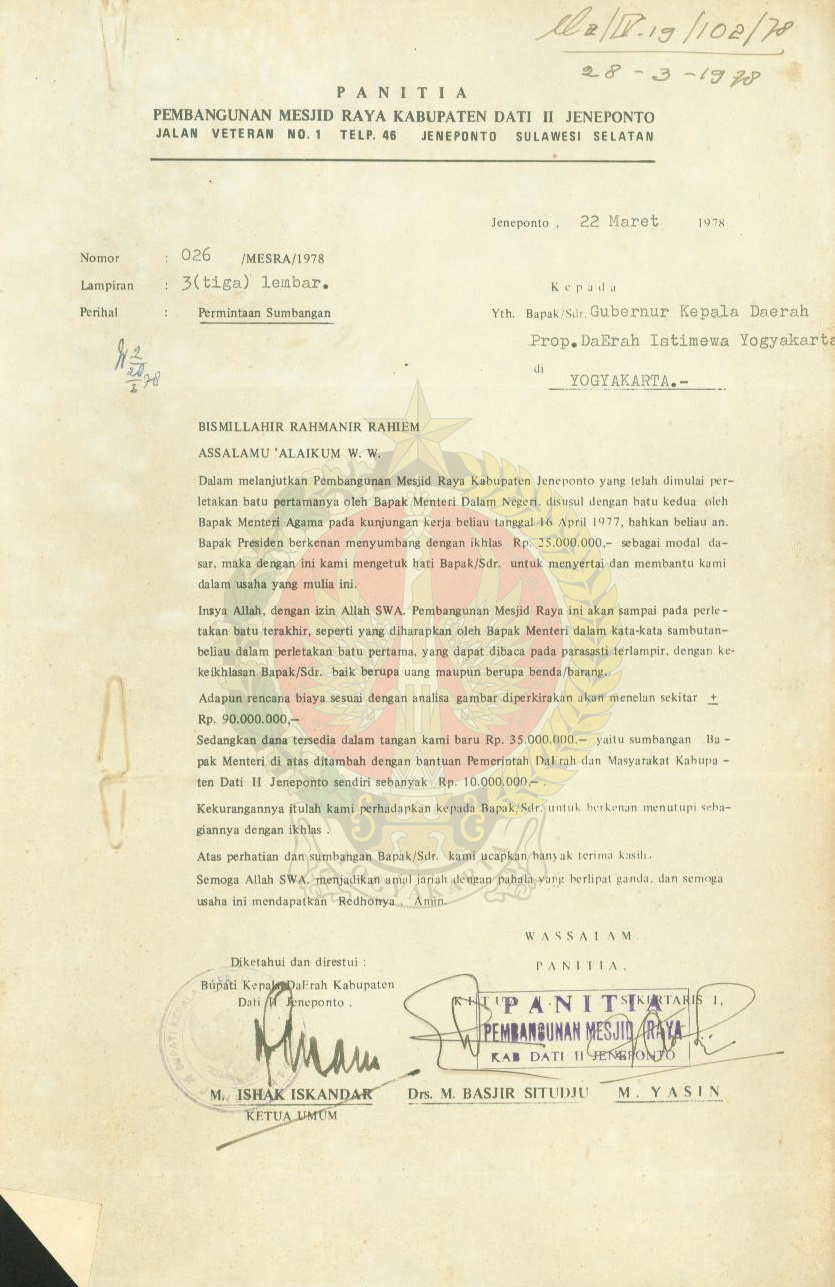 28-3-1978
P A N I T I A
PEMBANGUNAN MESJID RAYA KABUPATEN DATI II JENEPONTO
JALAN VETERAN NO. 1 TELP. 46 JENEPONTO SULAWESI SELATAN
Jeneponto , 22 Maret 1978
Nomor : 026 /MESRA/1978
Lampiran : 3(tiga) lembar.
Perihal : Permintaan Sumbangan
K e p a d a
Yth. Bapak/Sdr. Gubernur Kepala Daerah
Prop.DaErah Istimewa Yogyakarta
di
YOGYAKARTA.-
BISMILLAHIR RAHMANIR RAHIEM
ASSALAMU 'ALAIKUM W. W.
Dalam melanjutkan Pembangunan Mesjid Raya Kabupaten Jeneponto yang telah dimulai per-
letakan batu pertamanya oleh Bapak Menteri Dalam Negeri, disusul dengan batu kedua oleh
Bapak Menteri Agama pada kunjungan kerja beliau tanggal 16 April 1977, bahkan beliau an.
Bapak Presiden berkenan menyumbang dengan ikhlas Rp. 25.000.000,- sebagai modal da-
sar, maka dengan ini kami mengetuk hati Bapak/Sdr. untuk menyertai dan membantu kami
dalam usaha yang mulia ini.
Insya Allah, dengan izin Allah SWA. Pembangunan Mesjid Raya ini akan sampai pada perle-
takan batu terakhir, seperti yang diharapkan oleh Bapak Menteri dalam kata-kata sambutan-
beliau dalam perletakan batu pertama, yang dapat dibaca pada parasasti terlampir, dengan ke-
keikhlasan Bapak/Sdr. baik berupa uang maupun berupa benda/barang.
Adapun rencana biaya sesuai dengan analisa gambar diperkirakan akan menelan sekitar ±
Rp. 90.000.000,—
Sedangkan dana tersedia dalam tangan kami baru Rp. 35.000.000.— yaitu sumbangan Ba -
pak Menteri di atas ditambah dengan bantuan Pemerintah DaErah dan Masyarakat Kabupa -
ten Dati II Jeneponto sendiri sebanyak Rp. 10.000.000,— .
Kekurangannya itulah kami perhadapkan kepada Bapak/Sdr. untuk berkenan menutupi seba-
giannya dengan ikhlas .
Atas perhatian dan sumbangan Bapak/Sdr. kami ucapkan banyak terima kasih.
Semoga Allah SWA. menjadikan amal jariah dengan pahala yang berlipat ganda, dan semoga
usaha ini mendapatkan Redhonya . Amin.
W A S S A L A M .
Diketahui dan direstui :
P A N I T I A .
Bupati Kepala DaErah Kabupaten
Dati II Jeneponto .
K E T U A . SEKERTARIS I,
PANITIA
PEMBANGUNAN MESJID RAYA
KAB DATI II JENEPONTO
M. ISHAK ISKANDAR
Drs. M. BASJIR SITUDJU
M. YASIN
KETUA UMUM
YOGYAKARTA